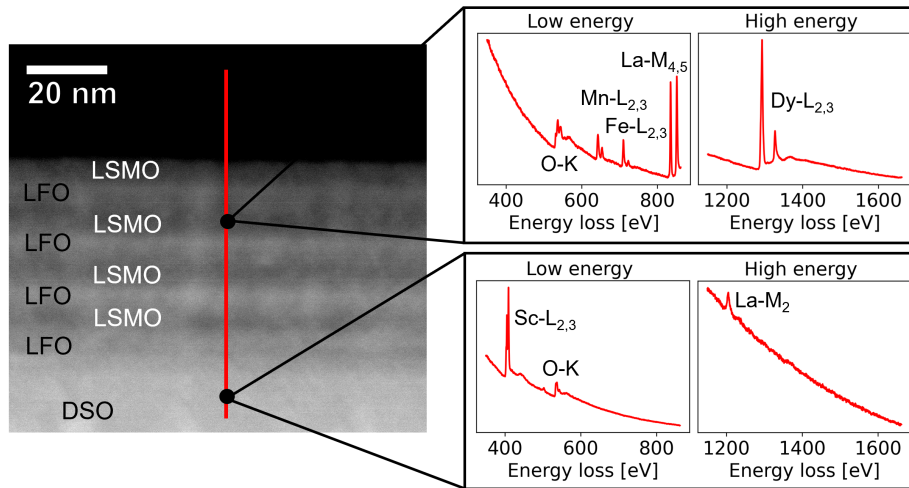 20 nm
LSMO
LFO
LSMO
LFO
LSMO
LFO
LSMO
LFO
DSO
Low energy
High energy
La-M4,5
Mn-L2,3
Fe-L2,3
O-K
Dy-L2,3
400 600 800
1200 1400 1600
Energy loss [eV]
Energy loss [eV]
Low energy
High energy
Sc-L2,3
O-K
La-M2
400 600 800
1200 1400 1600
Energy loss [eV]
Energy loss [eV]